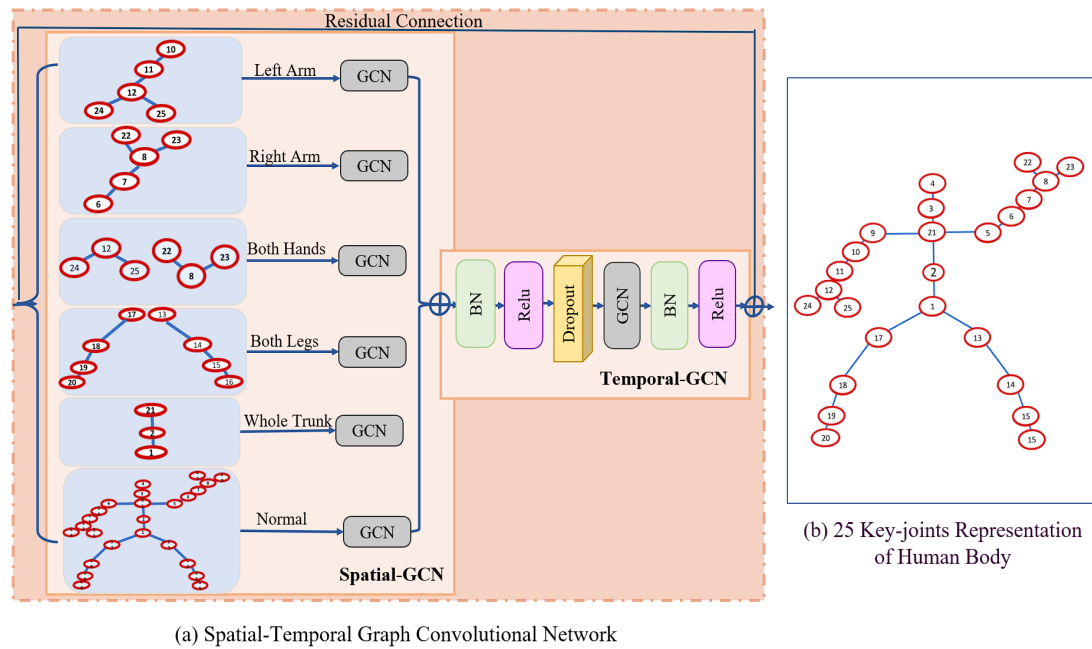 Residual Connection
10
11
12
24
25
Left Arm
GCN
22
23
8
7
6
Right Arm
GCN
12
24
25
22
23
8
Both Hands
GCN
17
13
18
14
19
15
20
16
Both Legs
GCN
21
2
1
Whole Trunk
GCN
Normal
GCN
Spatial-GCN
BN
Relu
Dropout
GCN
BN
Relu
Temporal-GCN
(a) Spatial-Temporal Graph Convolutional Network
22
23
4
8
7
3
6
9
21
5
10
11
2
12
24
25
1
17
13
18
14
19
15
20
15
(b) 25 Key-joints Representation
of Human Body